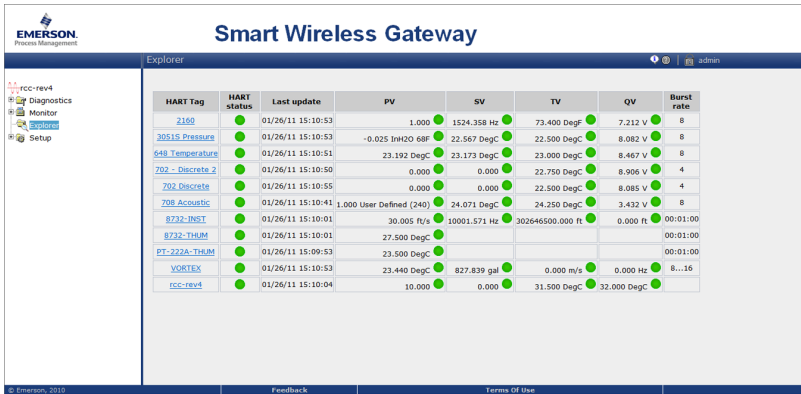 EMERSON.
Process Management
Smart Wireless Gateway
Explorer
admin
rcc-rev4
Diagnostics
Monitor
Explorer
Setup
HART Tag HART status Last update PV SV TV QV Burst rate
2160 01/26/11 15:10:53 1.000 1524.358 Hz 73.400 DegF 7.212 V 8
3051S Pressure 01/26/11 15:10:53 -0.025 InH2O 68F 22.567 DegC 22.500 DegC 8.082 V 8
648 Temperature 01/26/11 15:10:51 23.192 DegC 23.173 DegC 23.000 DegC 8.467 V 8
702 - Discrete 2 01/26/11 15:10:50 0.000 0.000 22.750 DegC 8.906 V 4
702 Discrete 01/26/11 15:10:55 0.000 0.000 22.500 DegC 8.085 V 4
708 Acoustic 01/26/11 15:10:41 1.000 User Defined (240) 24.071 DegC 24.250 DegC 3.432 V 8
8732-INST 01/26/11 15:10:01 30.005 ft/s 10001.571 Hz 302646500.000 ft 0.000 ft 00:01:00
8732-THUM 01/26/11 15:10:01 27.500 DegC 00:01:00
PT-222A-THUM 01/26/11 15:09:53 23.500 DegC 00:01:00
VORTEX 01/26/11 15:10:53 23.440 DegC 827.839 gal 0.000 m/s 0.000 Hz 8...16
rcc-rev4 01/26/11 15:10:04 10.000 0.000 31.500 DegC 32.000 DegC
© Emerson, 2010 Feedback Terms Of Use